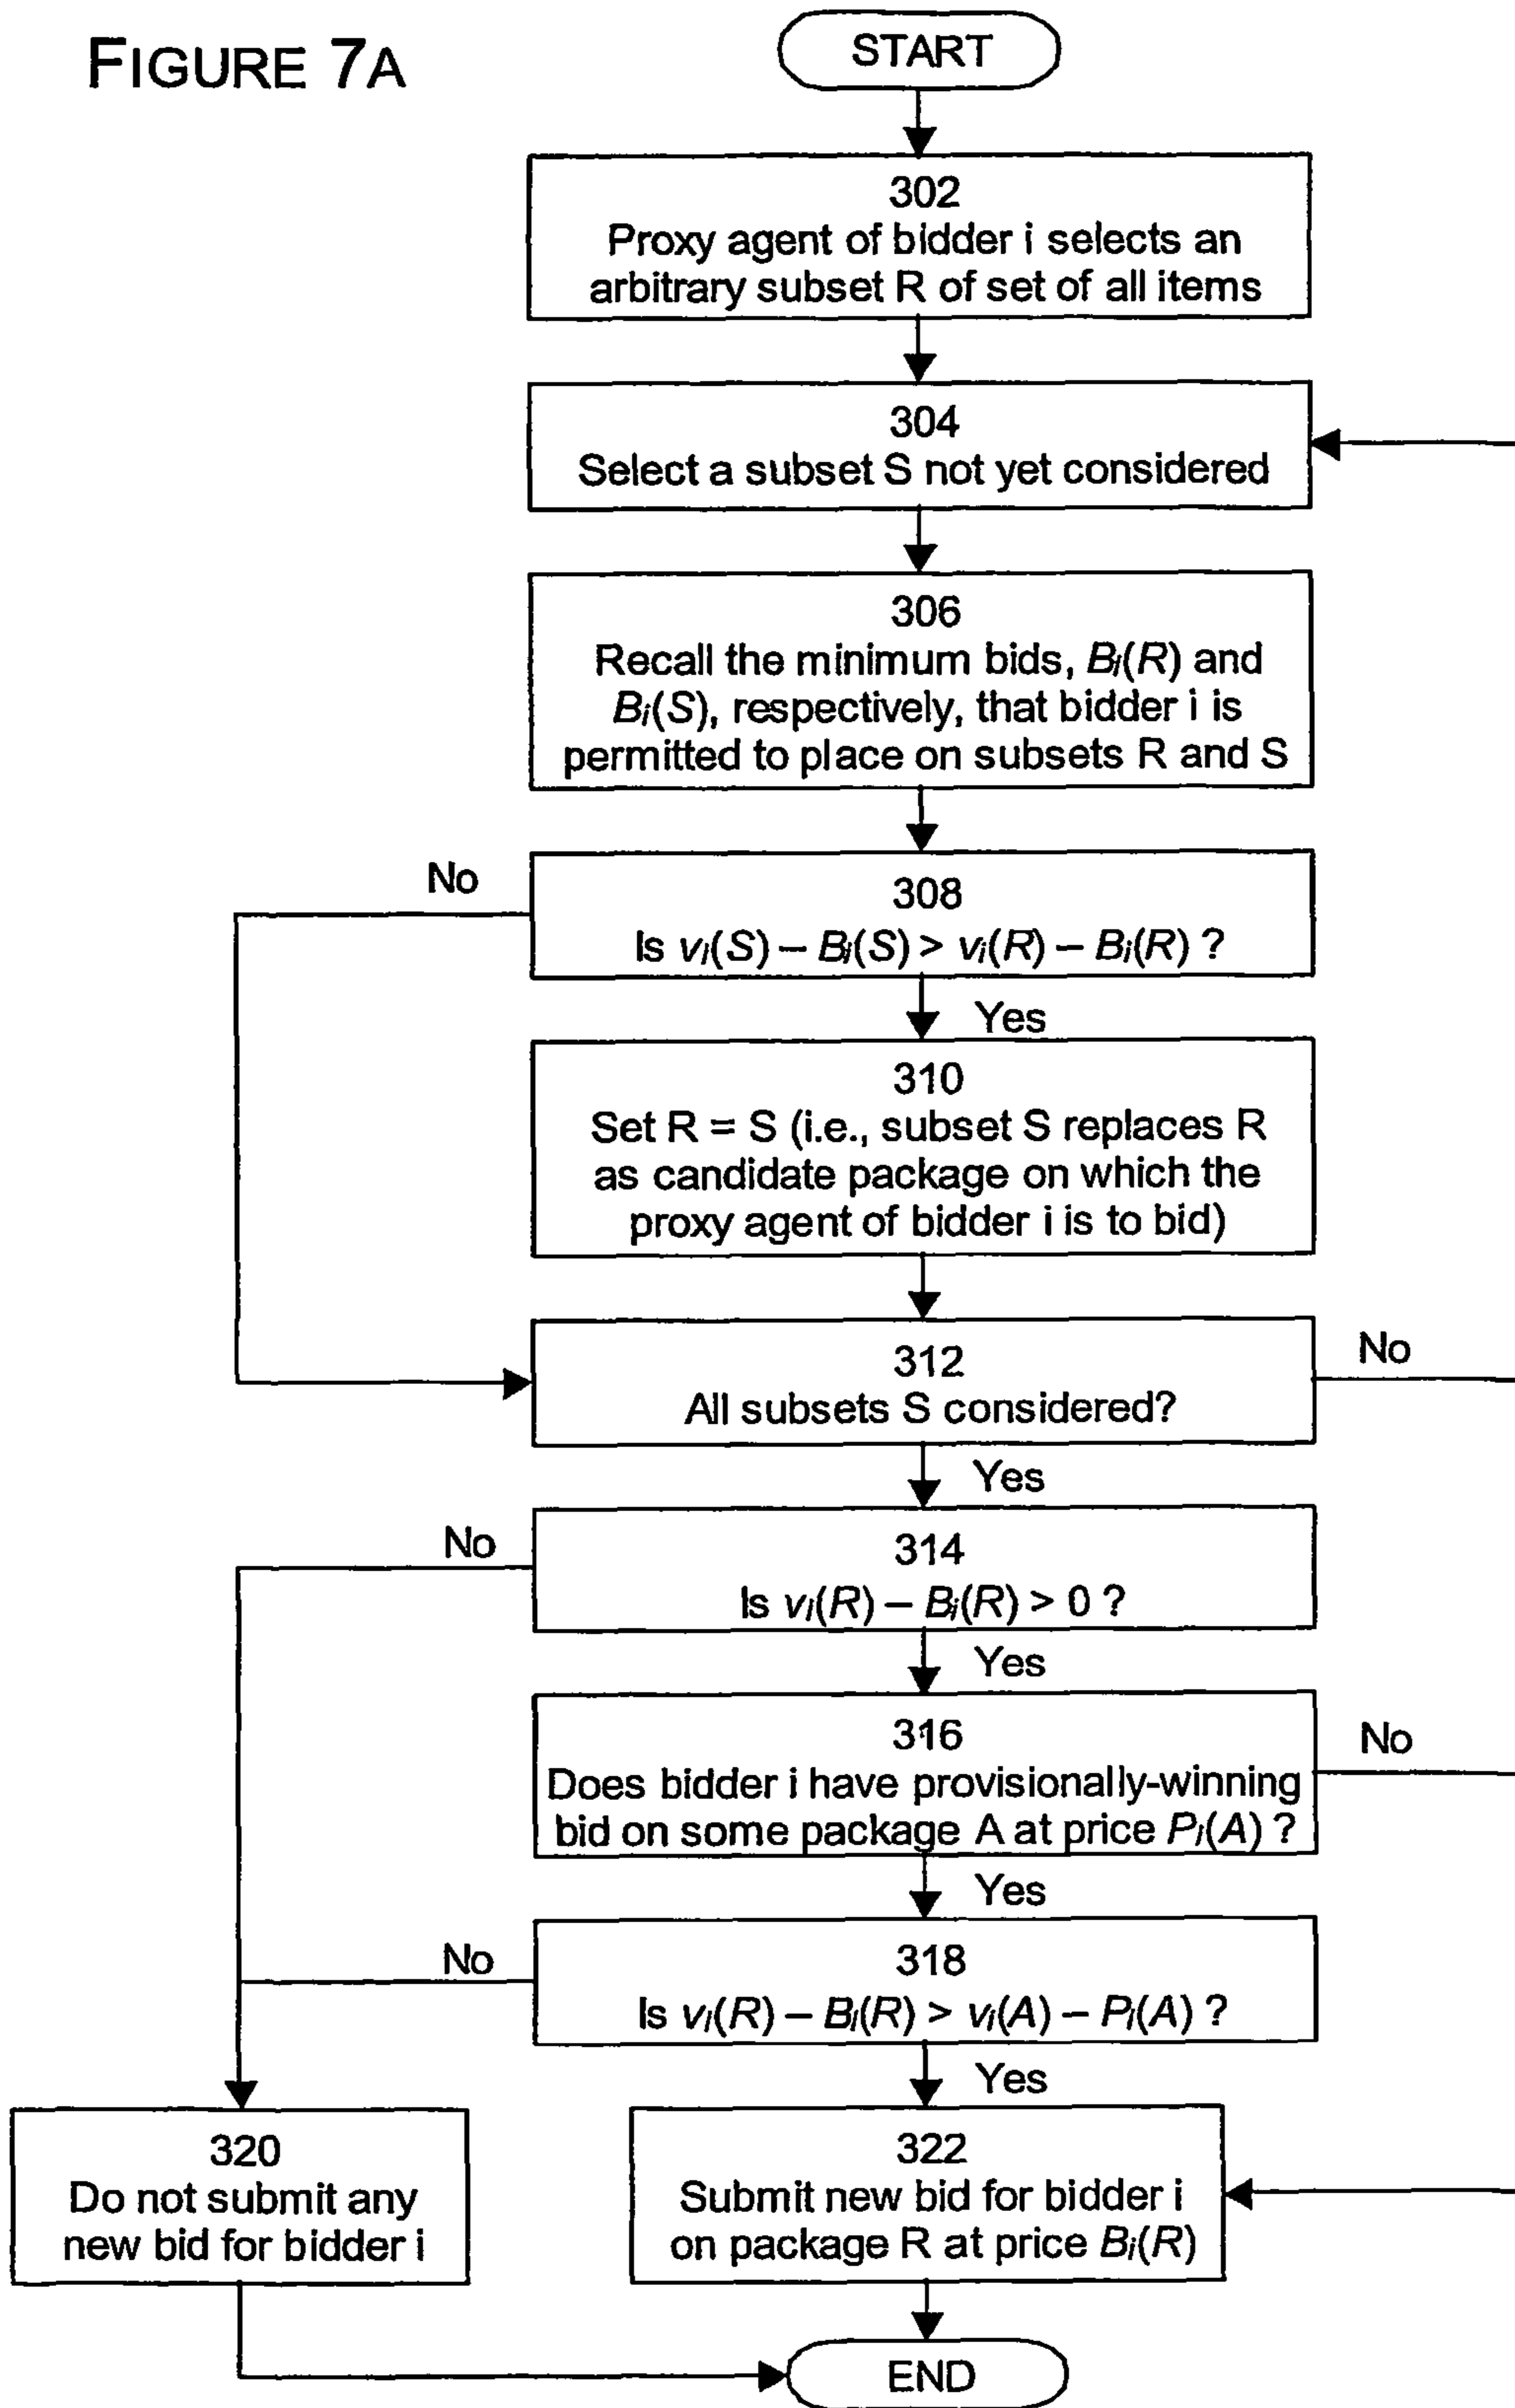 FIGURE 7A
START
302
Proxy agent of bidder i selects an
arbitrary subset R of set of all items
304
Select a subset S not yet considered
306
Recall the minimum bids, Bi(R) and
Bi(S), respectively, that bidder i is
permitted to place on subsets R and S
No
308
Is vi(S) – Bi(S) > vi(R) – Bi(R) ?
Yes
310
Set R = S (i.e., subset S replaces R
as candidate package on which the
proxy agent of bidder i is to bid)
312
All subsets S considered?
No
Yes
No
314
Is vi(R) – Bi(R) > 0 ?
Yes
316
Does bidder i have provisionally-winning
bid on some package A at price Pi(A) ?
No
Yes
No
318
Is vi(R) – Bi(R) > vi(A) – Pi(A) ?
Yes
320
Do not submit any
new bid for bidder i
322
Submit new bid for bidder i
on package R at price Bi(R)
END